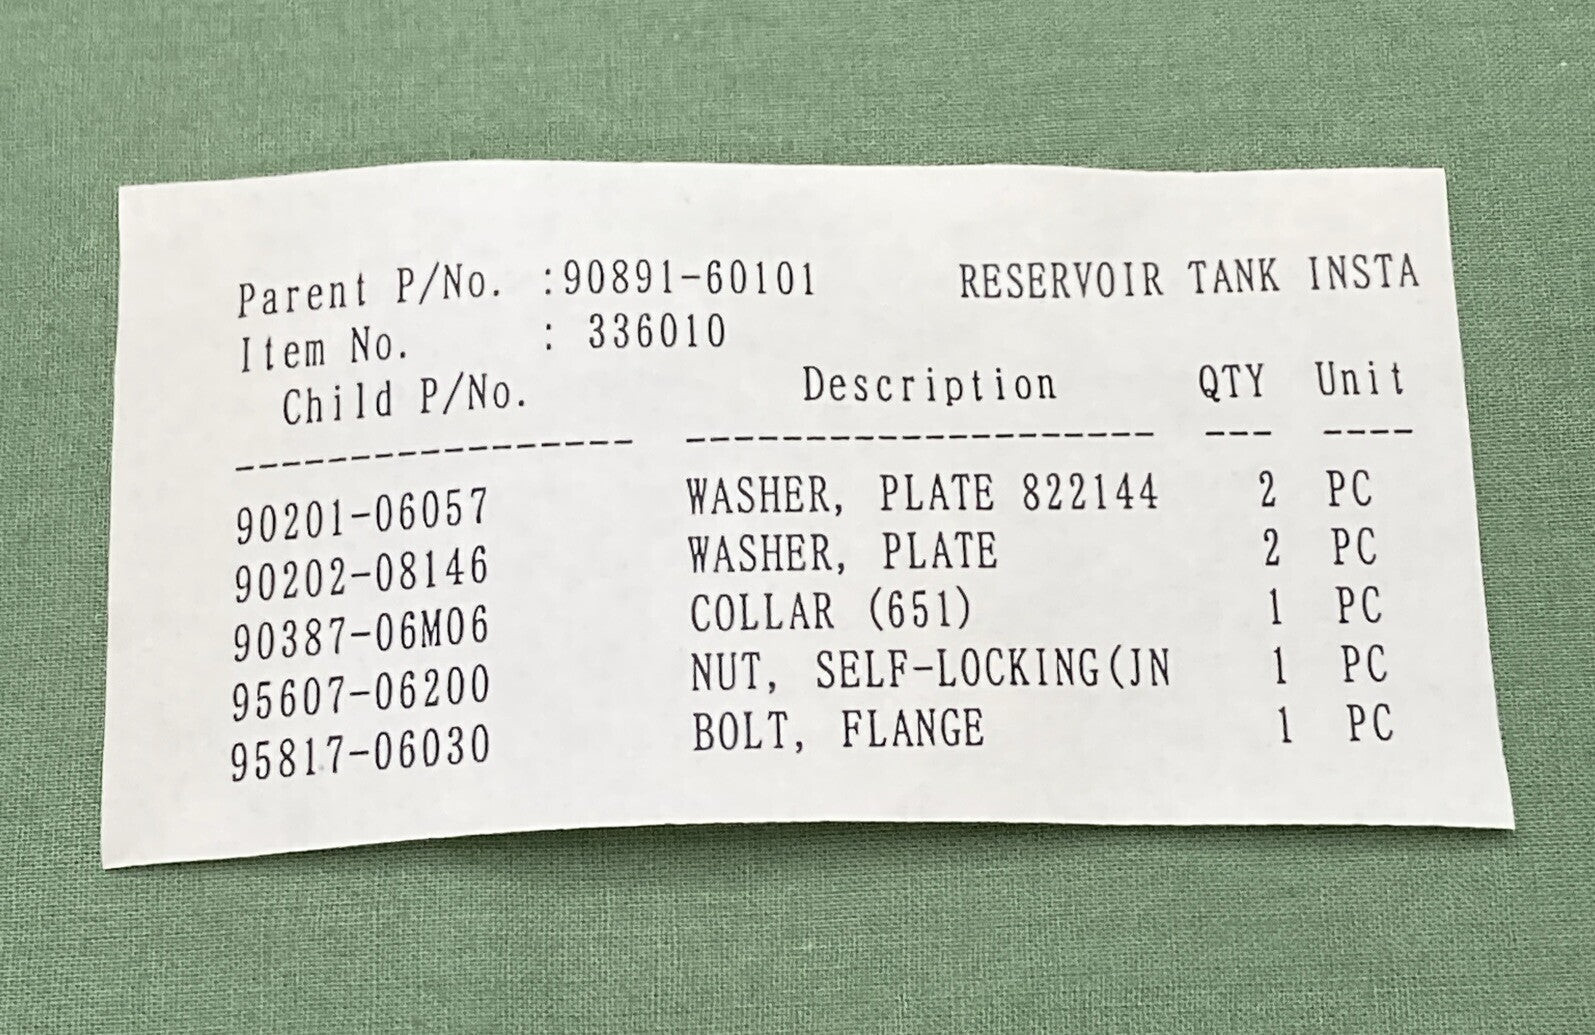 Parent P/No. :90891-60101 RESERVOIR TANK INSTA
Item No. : 336010
Child P/No. Description QTY Unit
----------------- -------------------- --- ----
90201-06057 WASHER, PLATE 822144 2 PC
90202-08146 WASHER, PLATE 2 PC
90387-06M06 COLLAR (651) 1 PC
95607-06200 NUT, SELF-LOCKING(JN 1 PC
95817-06030 BOLT, FLANGE 1 PC